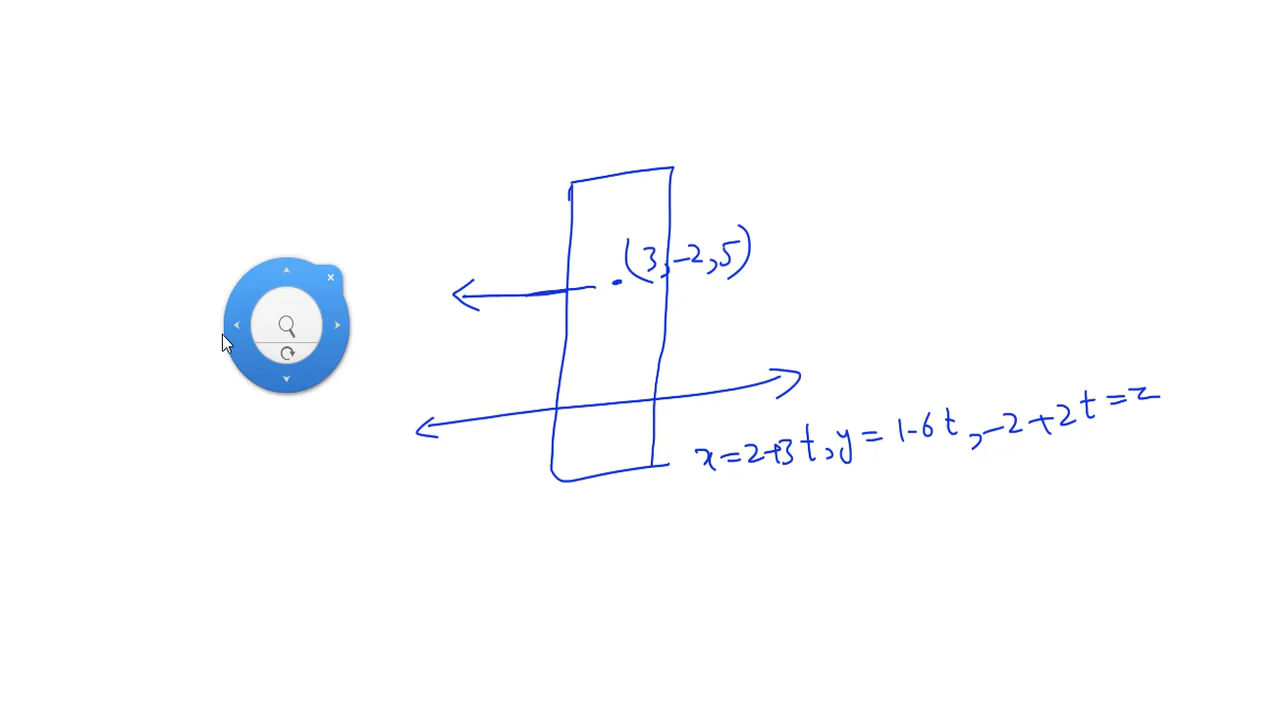 (3,-2,5)
x=2+3t, y=1-6t, -2+2t=z